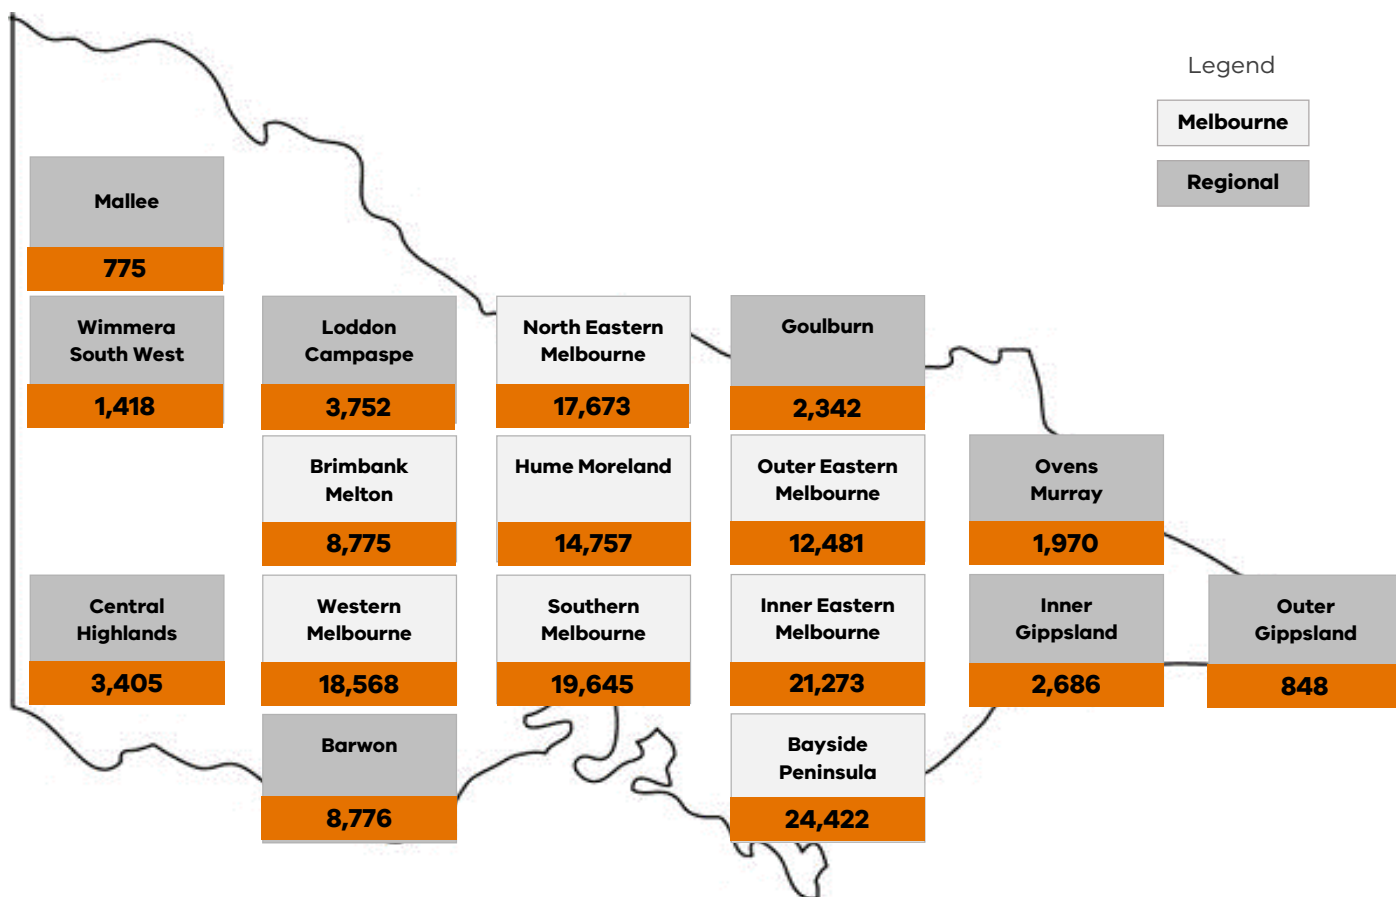 Legend
Melbourne
Regional
Mallee
775
Wimmera
South West
1,418
Loddon
Campaspe
3,752
North Eastern
Melbourne
17,673
Goulburn
2,342
Brimbank
Melton
8,775
Hume Moreland
14,757
Outer Eastern
Melbourne
12,481
Ovens
Murray
1,970
Central
Highlands
3,405
Western
Melbourne
18,568
Southern
Melbourne
19,645
Inner Eastern
Melbourne
21,273
Inner
Gippsland
2,686
Outer
Gippsland
848
Barwon
8,776
Bayside
Peninsula
24,422